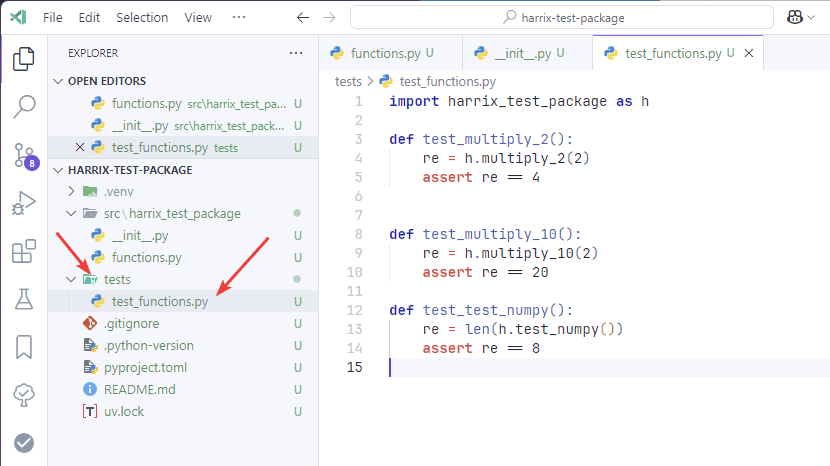 File Edit Selection View ··· harrix-test-package
EXPLORER ···
OPEN EDITORS
functions.py src\harrix_test_pa... U
__init__.py src\harrix_test_pack... U
test_functions.py tests U
HARRIX-TEST-PACKAGE
.venv
src\harrix_test_package
__init__.py U
functions.py U
tests
test_functions.py U
.gitignore U
.python-version U
pyproject.toml U
README.md U
uv.lock U
8
functions.py U __init__.py U test_functions.py U
tests > test_functions.py
1 import harrix_test_package as h
2
3 def test_multiply_2():
4 re = h.multiply_2(2)
5 assert re == 4
6
7
8 def test_multiply_10():
9 re = h.multiply_10(2)
10 assert re == 20
11
12 def test_test_numpy():
13 re = len(h.test_numpy())
14 assert re == 8
15